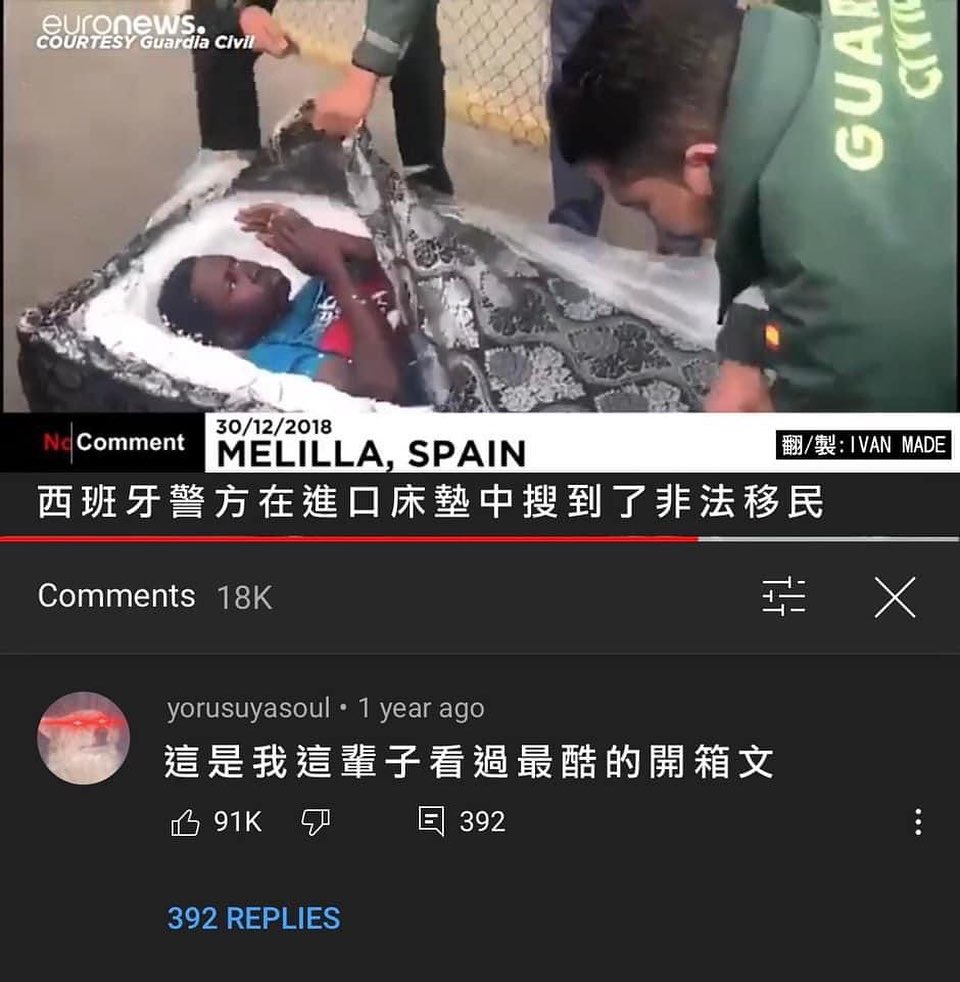 euronews.
COURTESY Guardia Civil
GUAR
CIVIL
No Comment
30/12/2018
MELILLA, SPAIN
翻/製:IVAN MADE
西班牙警方在進口床墊中搜到了非法移民
Comments 18K
yorusuyasoul • 1 year ago
這是我這輩子看過最酷的開箱文
91K 392
392 REPLIES